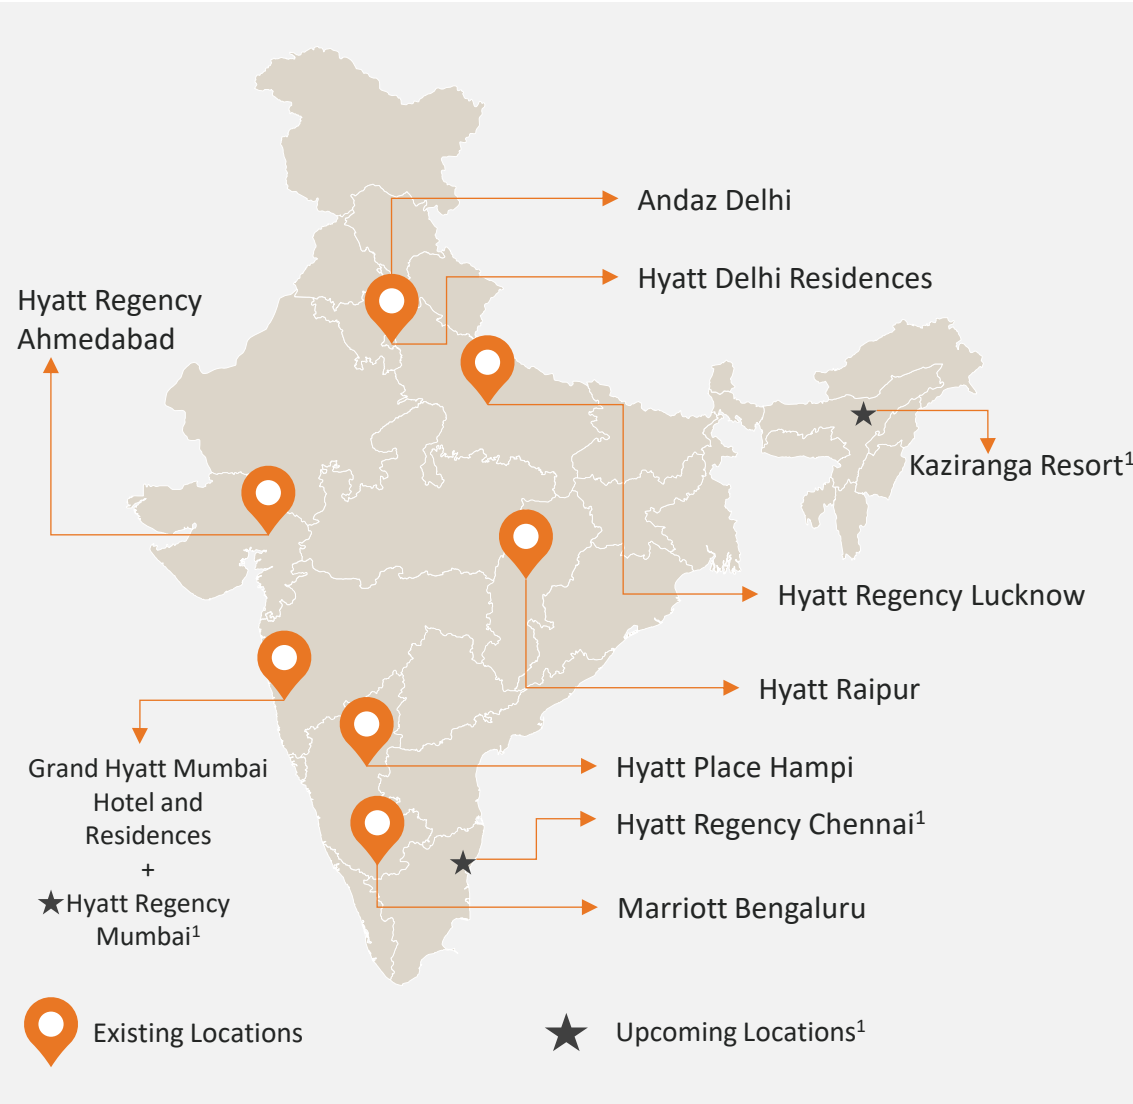 Andaz Delhi
Hyatt Delhi Residences
Hyatt Regency
Ahmedabad
Kaziranga Resort¹
Hyatt Regency Lucknow
Hyatt Raipur
Grand Hyatt Mumbai
Hotel and
Residences
+
★Hyatt Regency
Mumbai¹
Hyatt Place Hampi
Hyatt Regency Chennai¹
Marriott Bengaluru
Existing Locations
Upcoming Locations¹